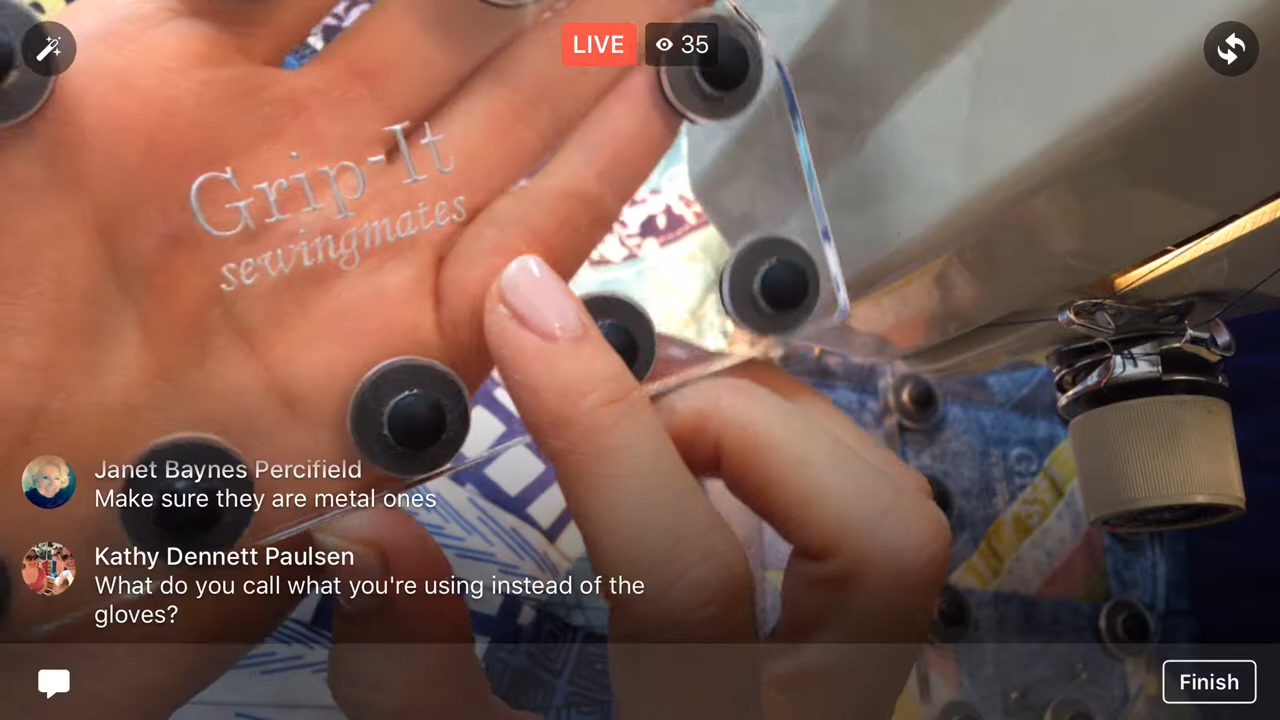 LIVE 35
Grip-It
sewingmates
Janet Baynes Percifield
Make sure they are metal ones
Kathy Dennett Paulsen
What do you call what you're using instead of the
gloves?
Finish